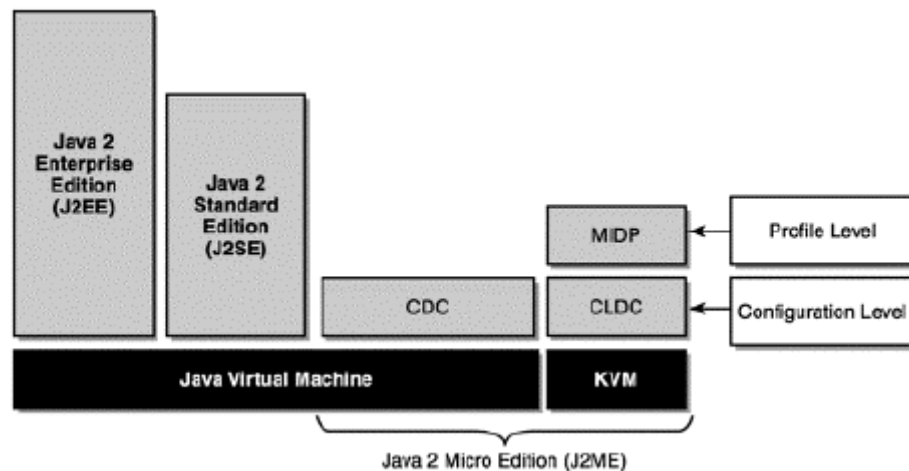 Java 2
Enterprise
Edition
(J2EE)
Java 2
Standard
Edition
(J2SE)
MIDP
Profile Level
CDC
CLDC
Configuration Level
Java Virtual Machine
KVM
Java 2 Micro Edition (J2ME)